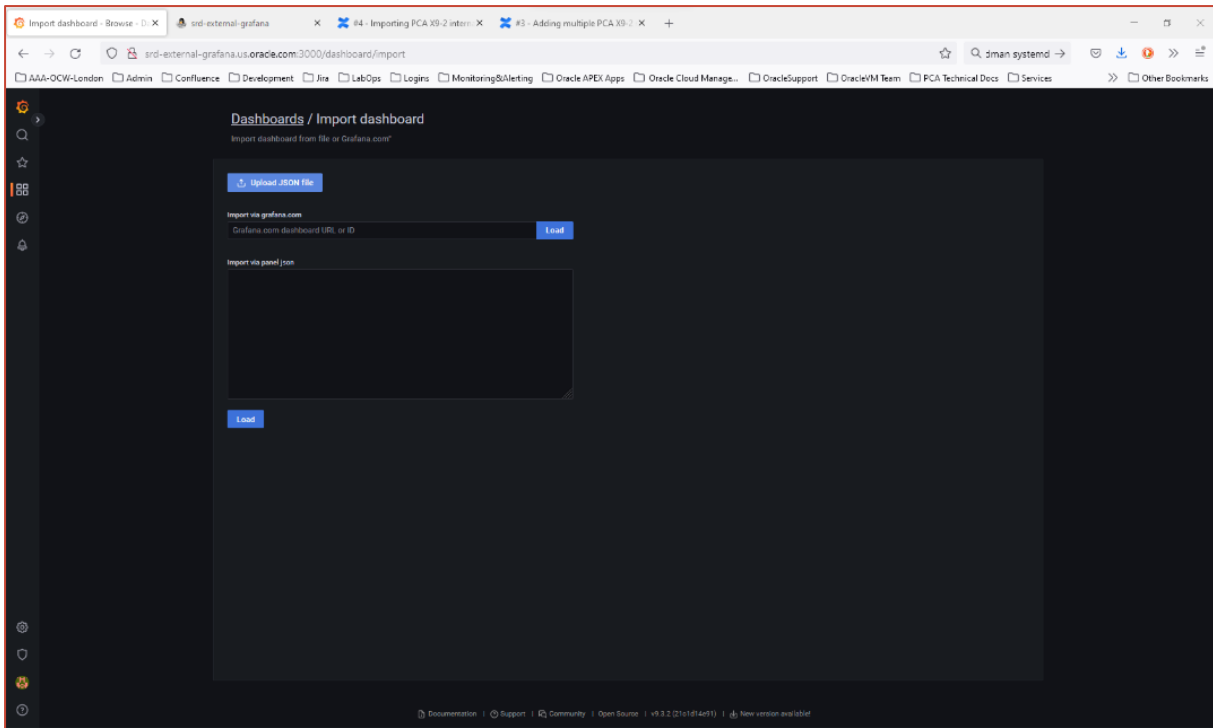 Import dashboard - Browse - D
srd-external-grafana
#4 - Importing PCA X9-2 intern
#3 - Adding multiple PCA X9-2
srd-external-grafana.us.oracle.com:3000/dashboard/import
man systemd
AAA-OCW-London Admin Confluence Development Jira LabOps Logins Monitoring&Alerting Oracle APEX Apps Oracle Cloud Manage... OracleSupport OracleVM Team PCA Technical Docs Services Other Bookmarks
Dashboards / Import dashboard
Import dashboard from file or Grafana.com"
Upload JSON file
Import via grafana.com
Grafana.com dashboard URL or ID Load
Import via panel json
Load
Documentation | Support | Community | Open Source | v9.3.2 (21c1d14e91) | New version available!